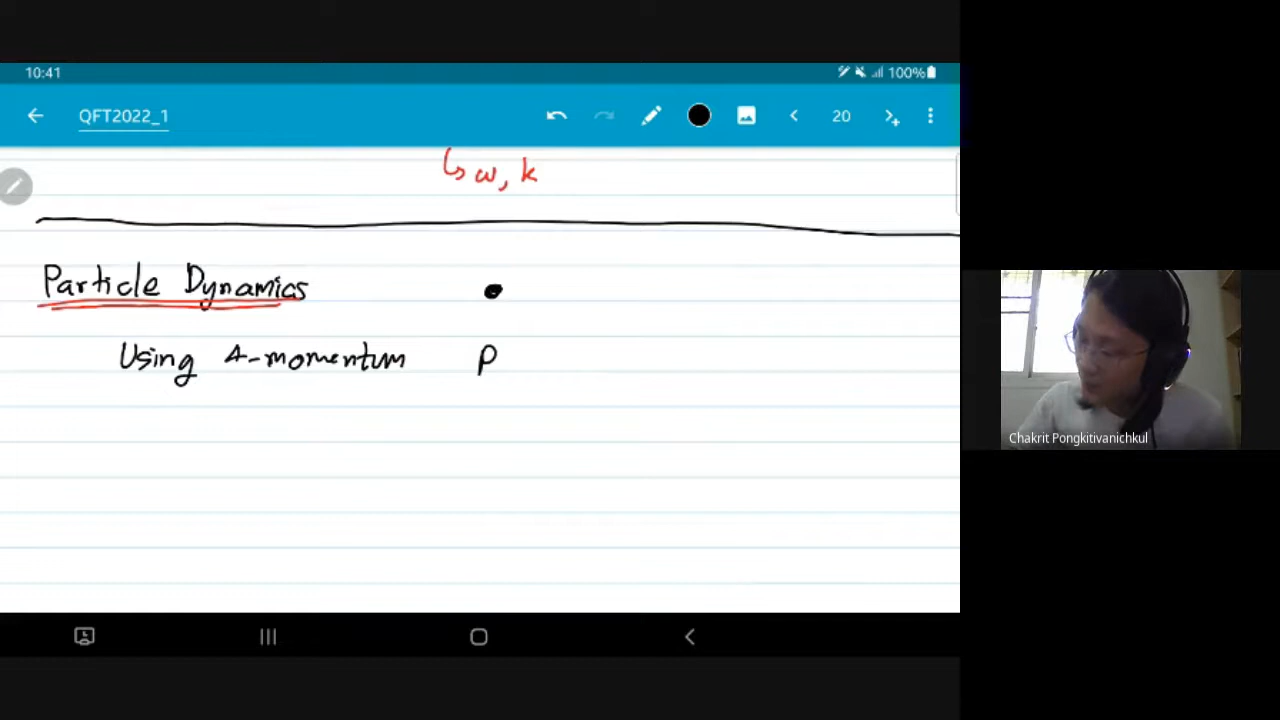 10:41
100%
QFT2022_1
20
↳ ω, k
Particle Dynamics
Using 4-momentum p
Chakrit Pongkitivanichkul